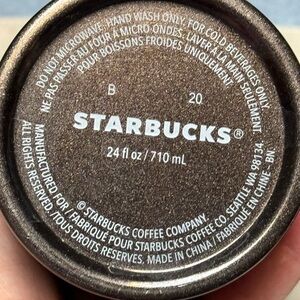 DO NOT MICROWAVE. HAND WASH ONLY. FOR COLD BEVERAGES ONLY.
NE PAS PASSER AU FOUR À MICRO-ONDES. LAVER À LA MAIN SEULEMENT.
POUR BOISSONS FROIDES UNIQUEMENT.
B 20
STARBUCKS®
24 fl oz / 710 mL
© STARBUCKS COFFEE COMPANY.
ALL RIGHTS RESERVED. / TOUS DROITS RÉSERVÉS.
MANUFACTURED FOR / FABRIQUÉ POUR STARBUCKS COFFEE CO. SEATTLE WA 98134.
MADE IN CHINA / FABRIQUÉ EN CHINE - BN.